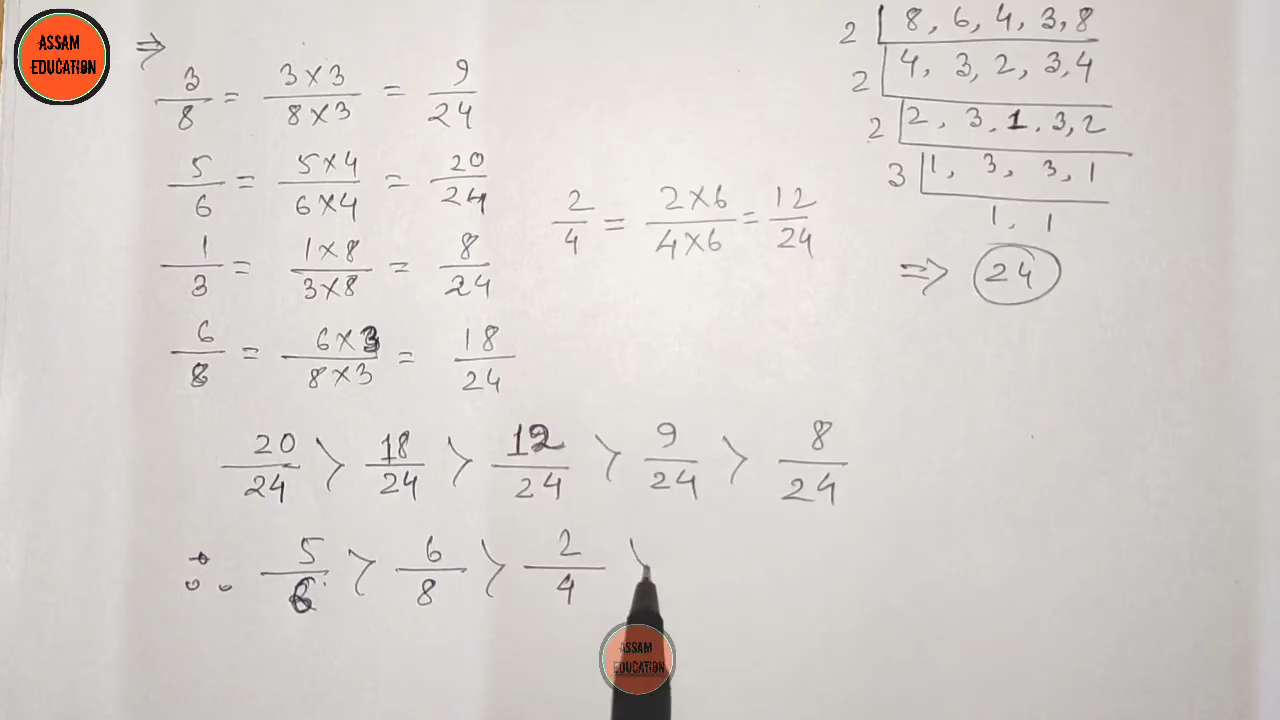 ASSAM
EDUCATION
⇒
3/8 = 3×3/8×3 = 9/24
5/6 = 5×4/6×4 = 20/24
1/3 = 1×8/3×8 = 8/24
6/8 = 6×3/8×3 = 18/24
2/4 = 2×6/4×6 = 12/24
2 | 8, 6, 4, 3, 8
2 | 4, 3, 2, 3, 4
2 | 2, 3, 1, 3, 2
3 | 1, 3, 3, 1
1, 1
⇒ 24
20/24 > 18/24 > 12/24 > 9/24 > 8/24
∴ 5/6 > 6/8 > 2/4 >
ASSAM
EDUCATION